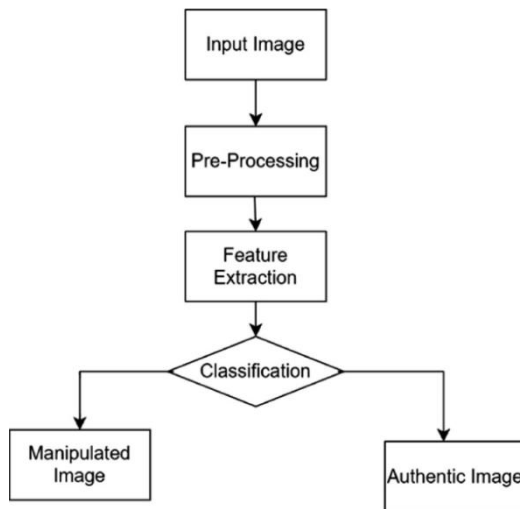 Input Image
Pre-Processing
Feature
Extraction
Classification
Manipulated
Image
Authentic Image